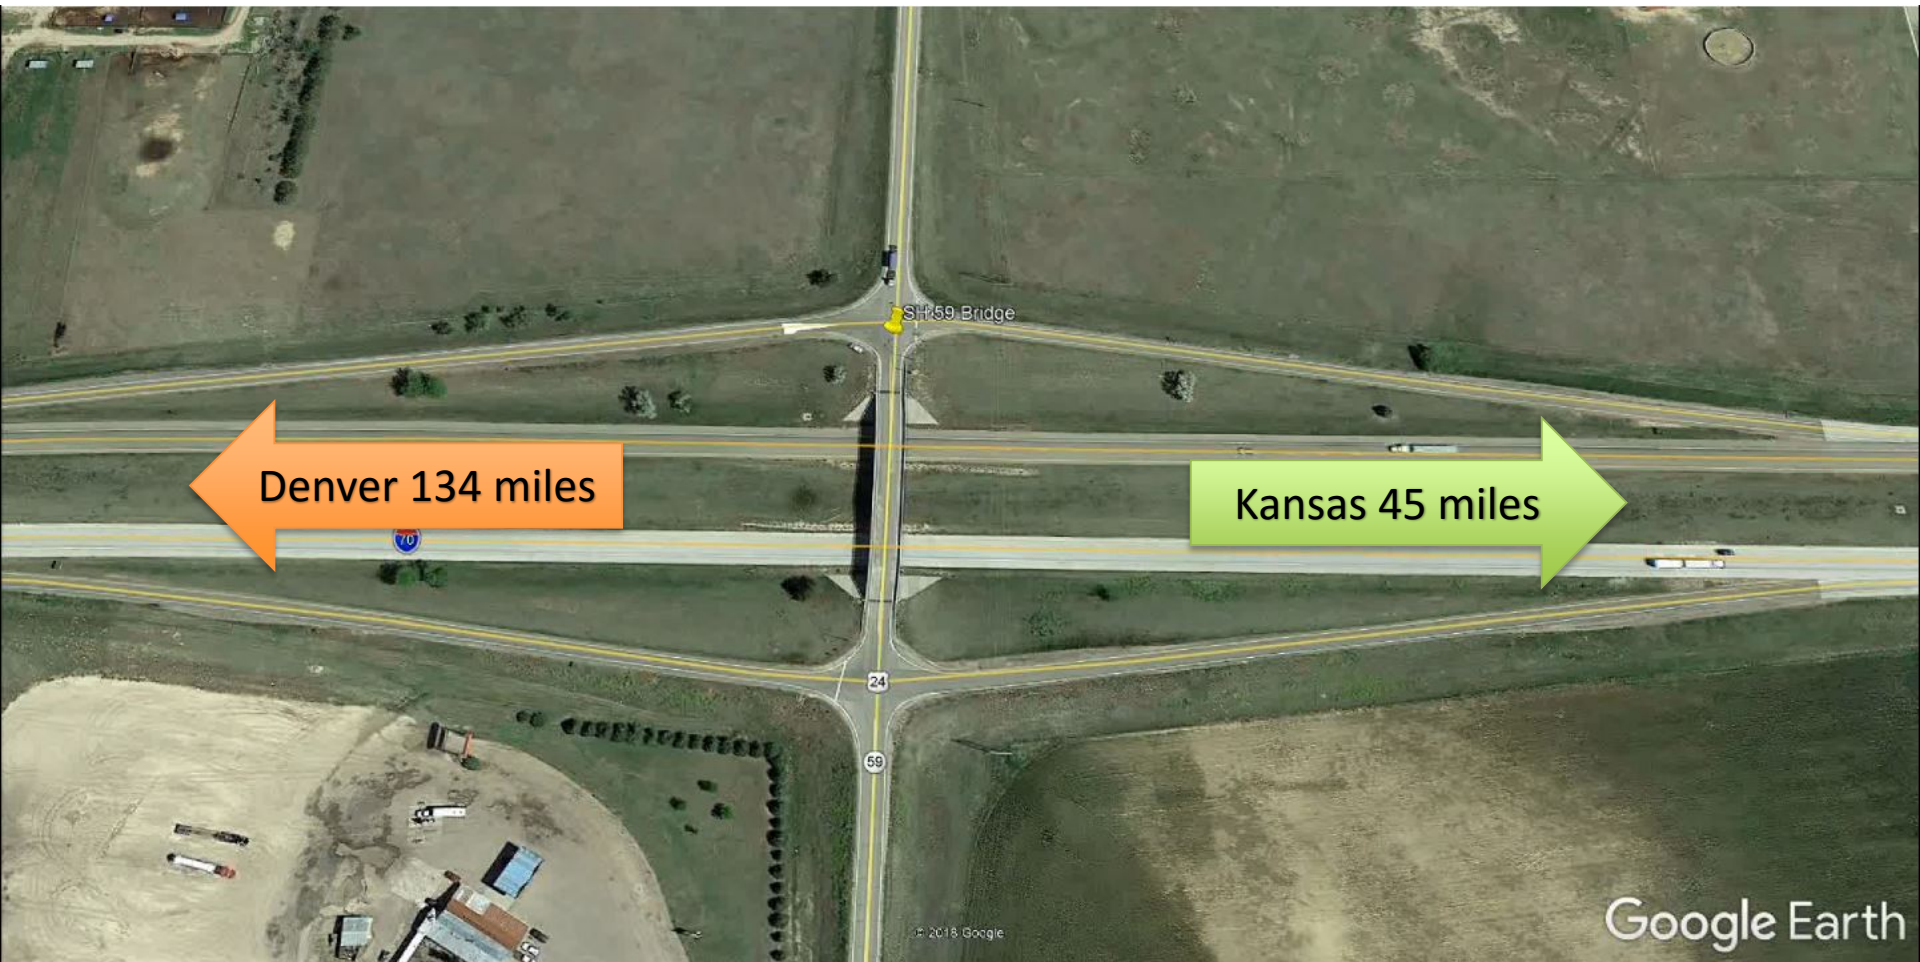 SH 59 Bridge
Denver 134 miles
Kansas 45 miles
70
24
59
© 2018 Google
Google Earth